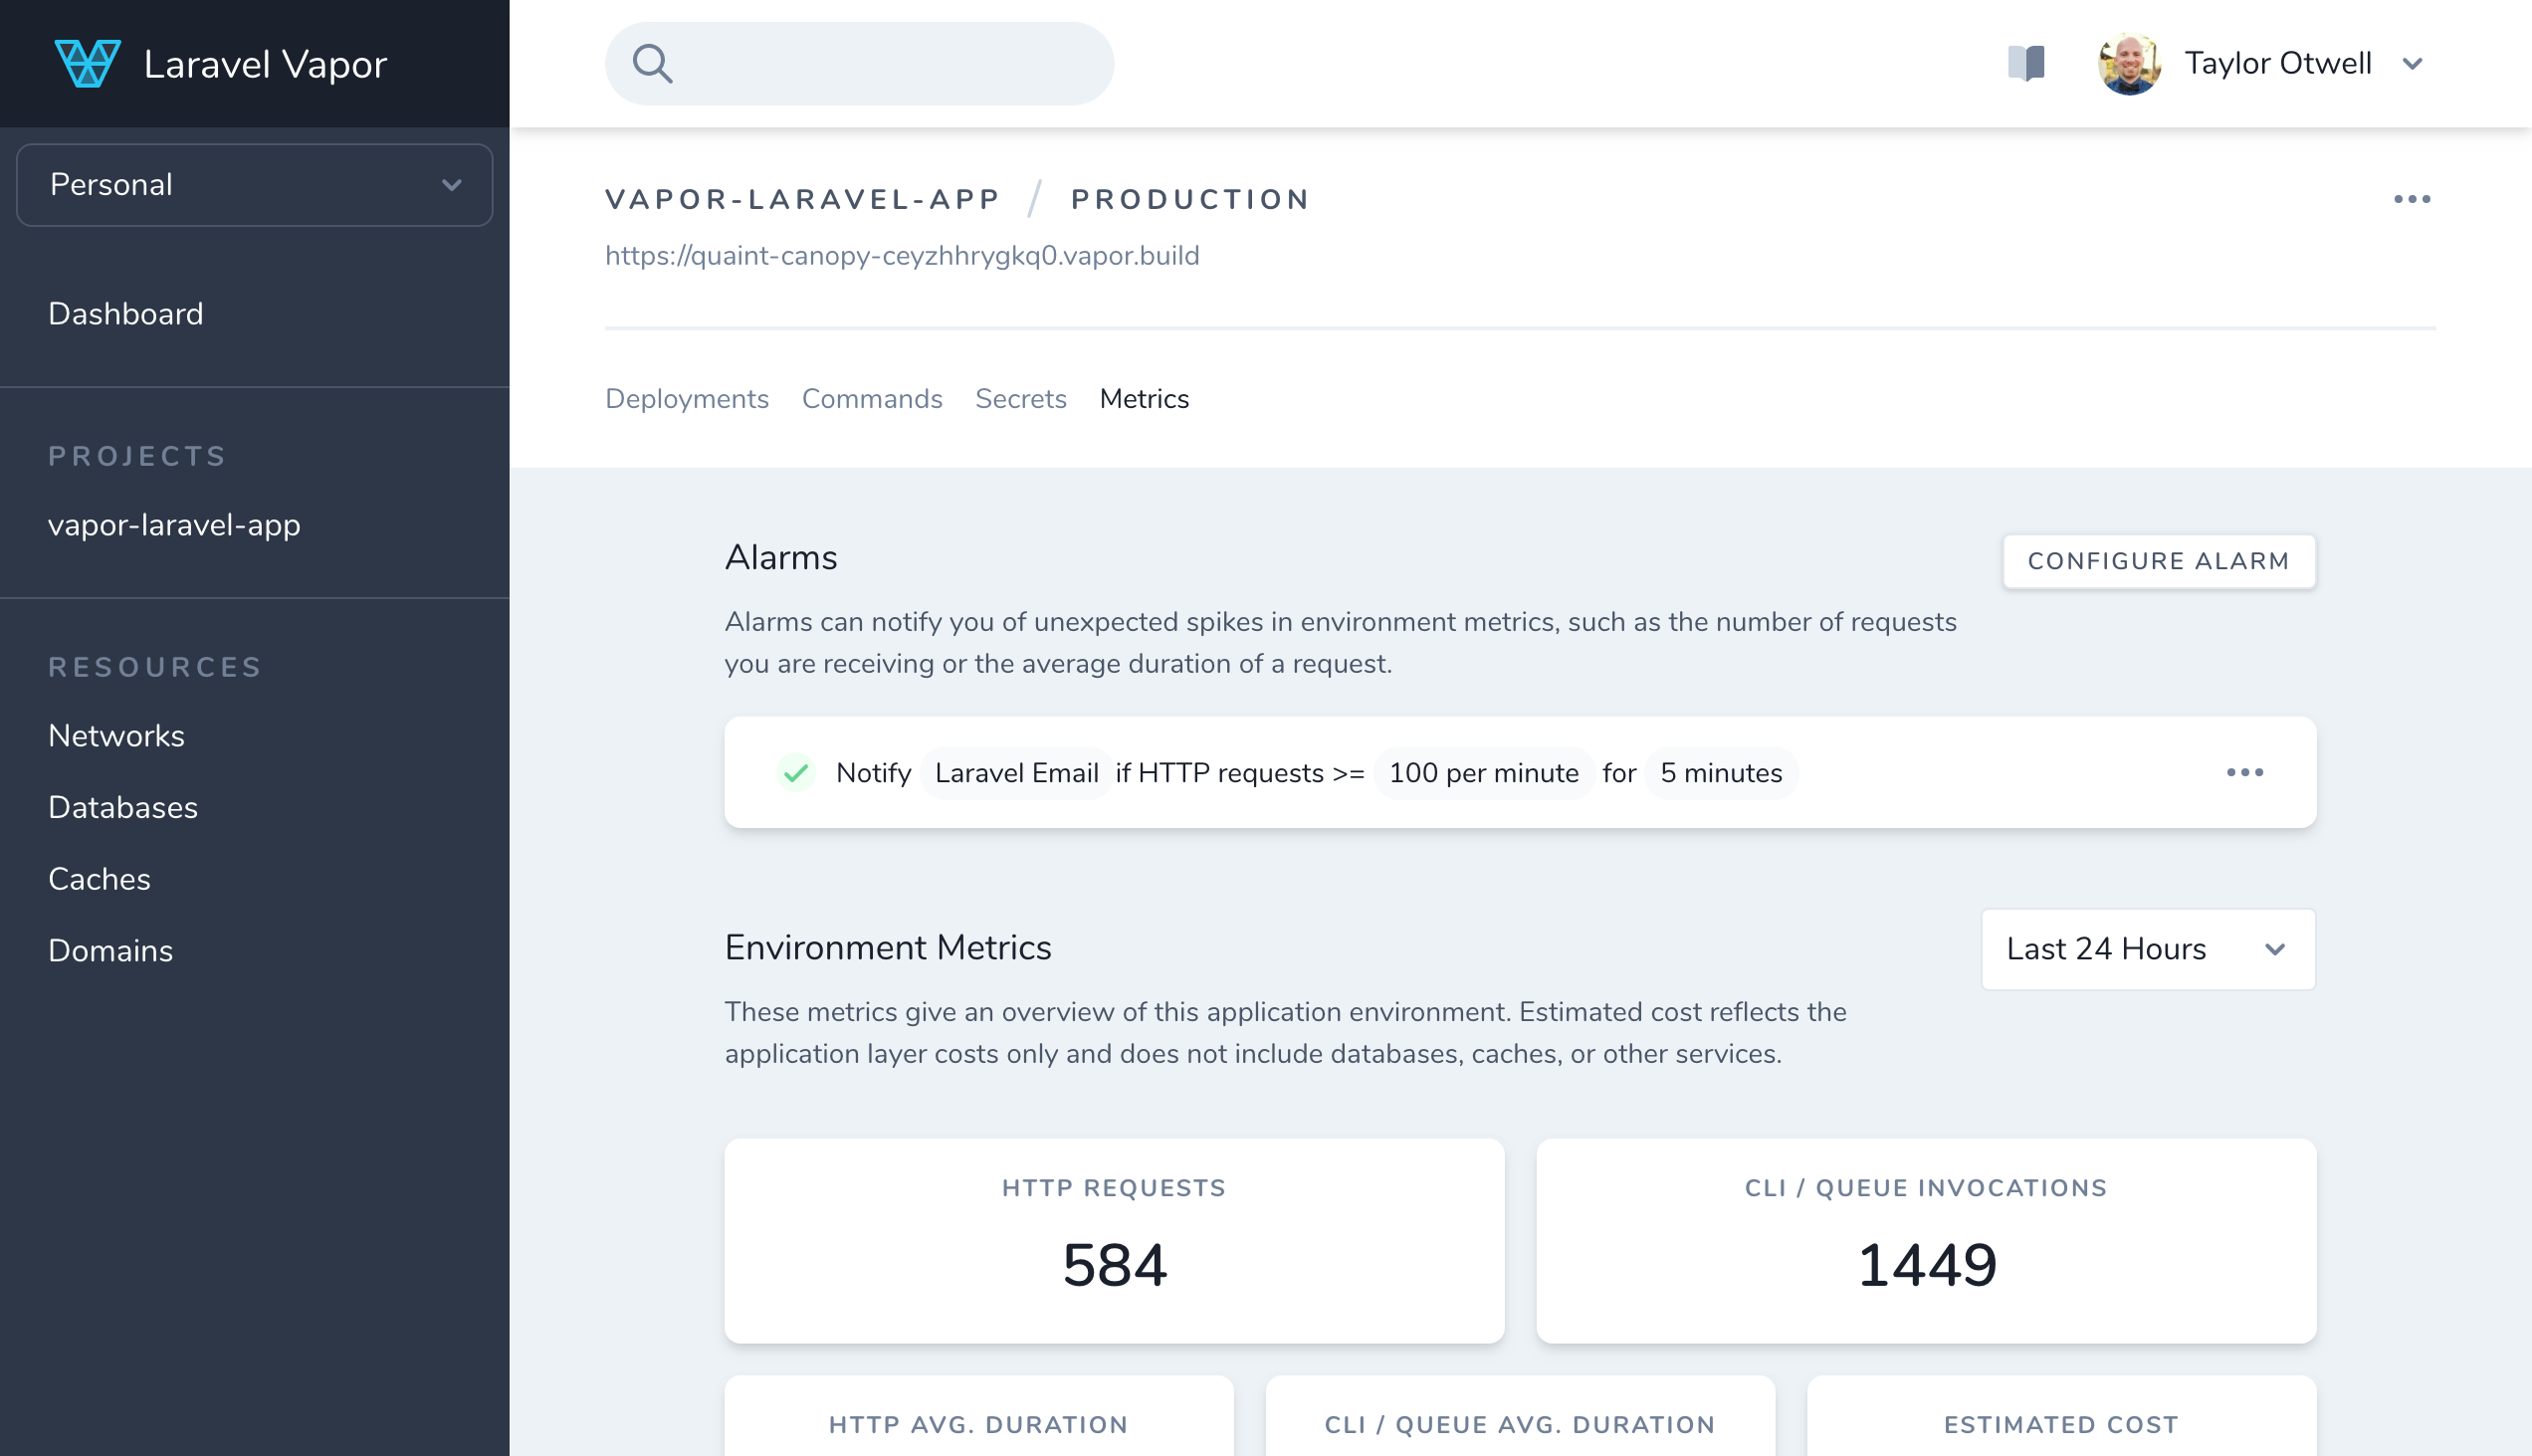 Laravel Vapor
Taylor Otwell
Personal
Dashboard
PROJECTS
vapor-laravel-app
RESOURCES
Networks
Databases
Caches
Domains
VAPOR-LARAVEL-APP / PRODUCTION
https://quaint-canopy-ceyzhhrygkq0.vapor.build
Deployments Commands Secrets Metrics
Alarms
CONFIGURE ALARM
Alarms can notify you of unexpected spikes in environment metrics, such as the number of requests
you are receiving or the average duration of a request.
Notify Laravel Email if HTTP requests >= 100 per minute for 5 minutes
Environment Metrics
Last 24 Hours
These metrics give an overview of this application environment. Estimated cost reflects the
application layer costs only and does not include databases, caches, or other services.
HTTP REQUESTS
584
CLI / QUEUE INVOCATIONS
1449
HTTP AVG. DURATION
CLI / QUEUE AVG. DURATION
ESTIMATED COST